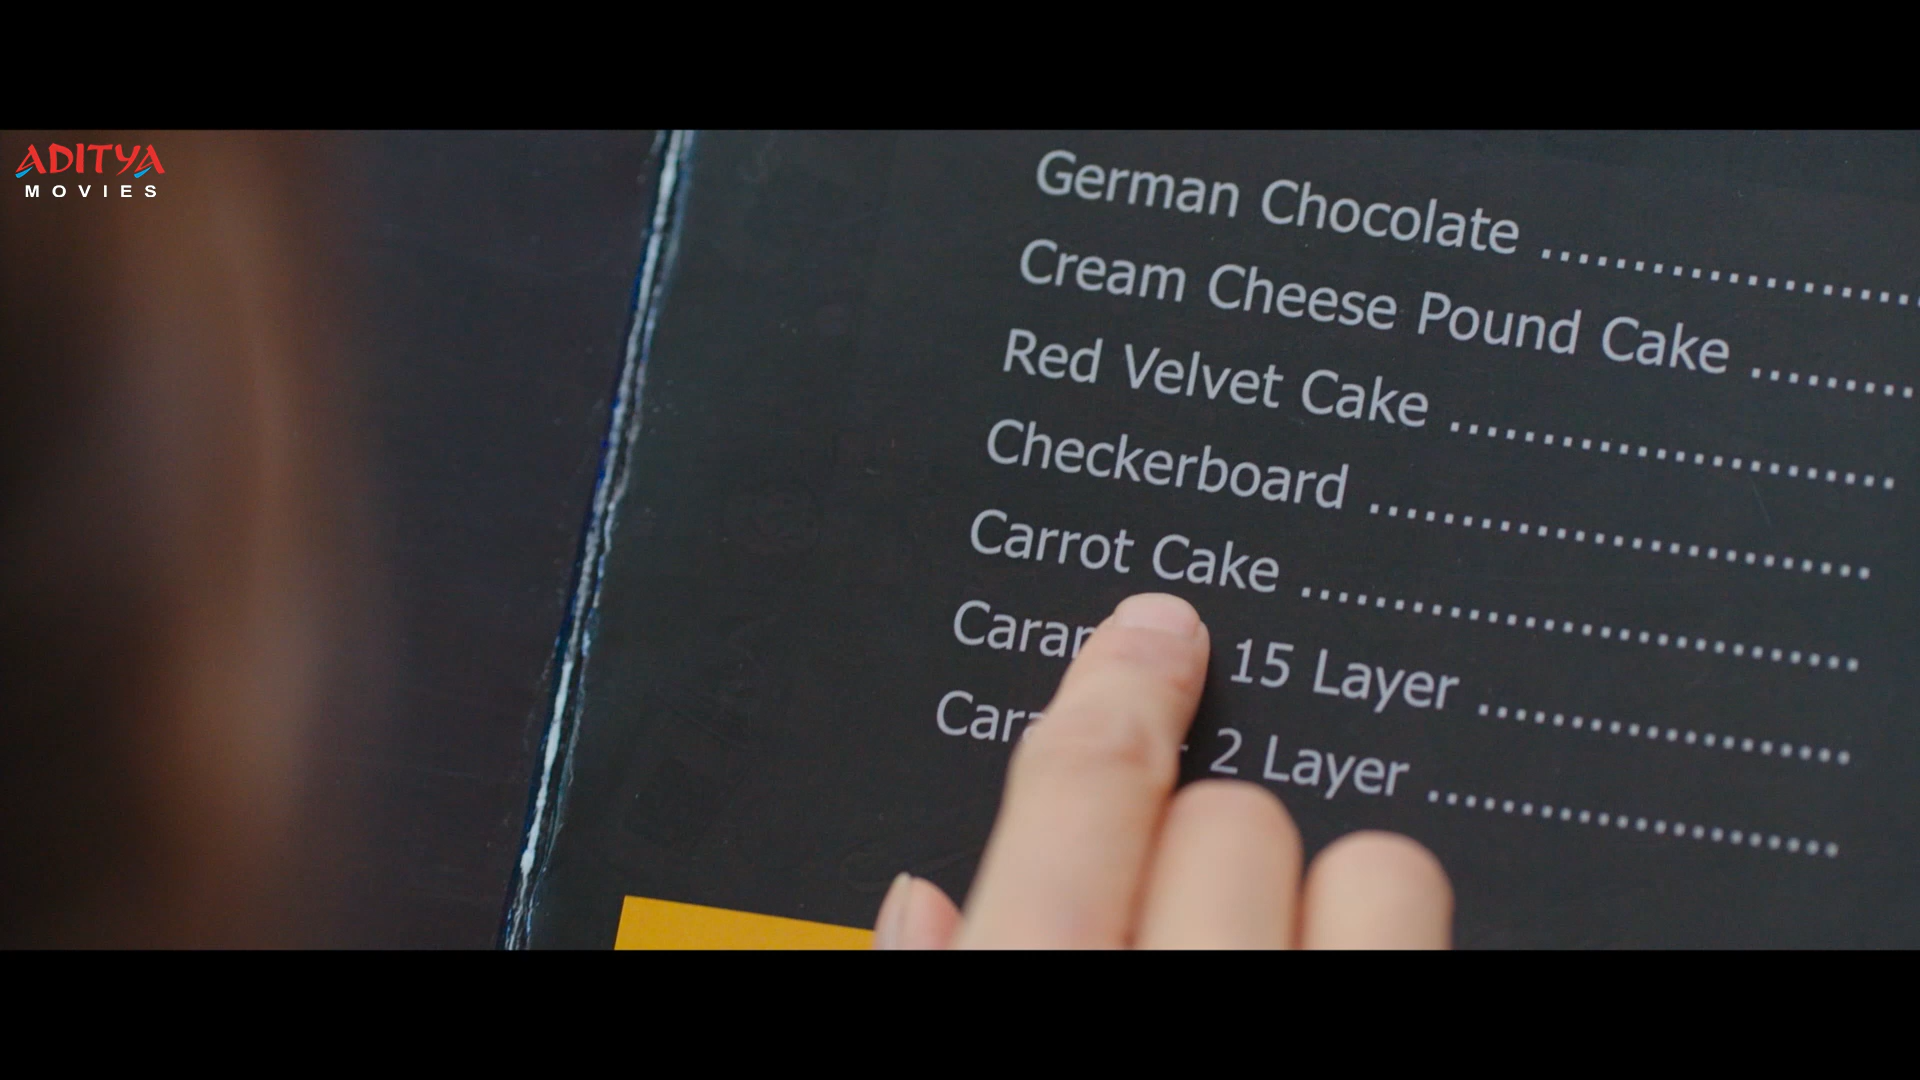 ADITYA
MOVIES
German Chocolate ...................
Cream Cheese Pound Cake .........
Red Velvet Cake ........................
Checkerboard ...........................
Carrot Cake ..............................
15 Layer ....................
2 Layer ......................